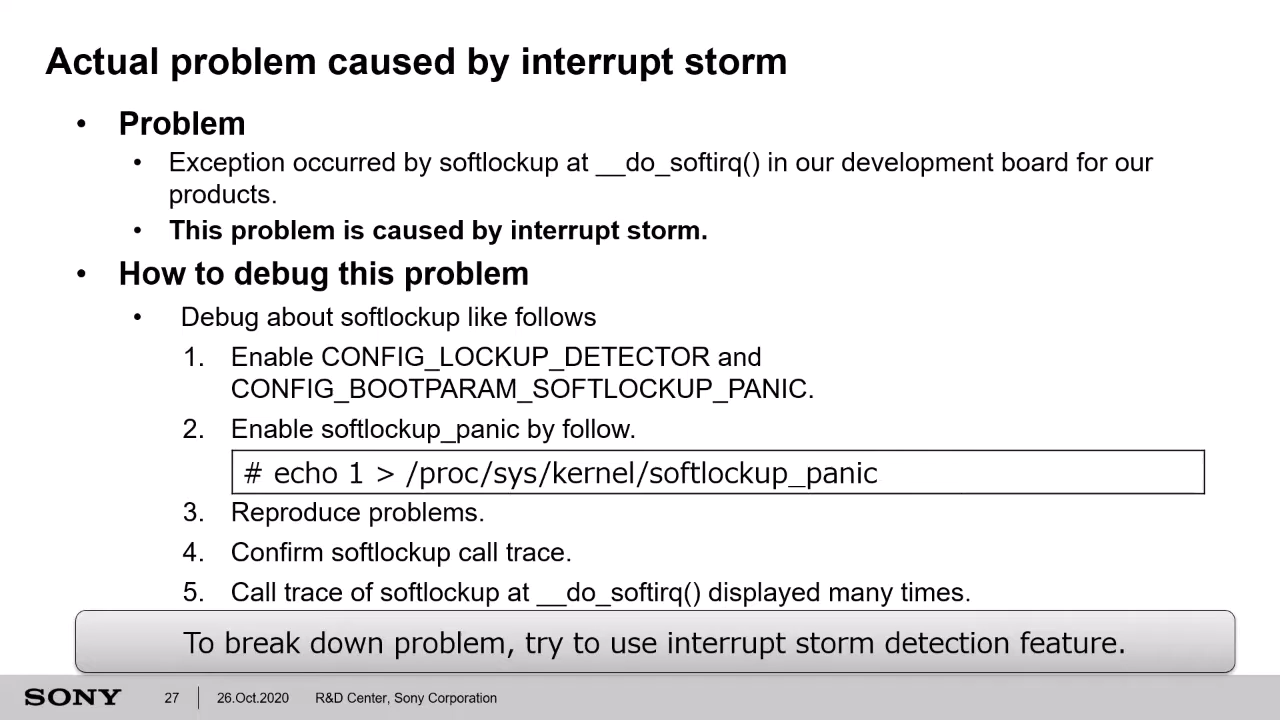 Actual problem caused by interrupt storm
• Problem
• Exception occurred by softlockup at __do_softirq() in our development board for our
products.
• This problem is caused by interrupt storm.
• How to debug this problem
• Debug about softlockup like follows
1. Enable CONFIG_LOCKUP_DETECTOR and
CONFIG_BOOTPARAM_SOFTLOCKUP_PANIC.
2. Enable softlockup_panic by follow.
# echo 1 > /proc/sys/kernel/softlockup_panic
3. Reproduce problems.
4. Confirm softlockup call trace.
5. Call trace of softlockup at __do_softirq() displayed many times.
To break down problem, try to use interrupt storm detection feature.
SONY 27 26.Oct.2020 R&D Center, Sony Corporation